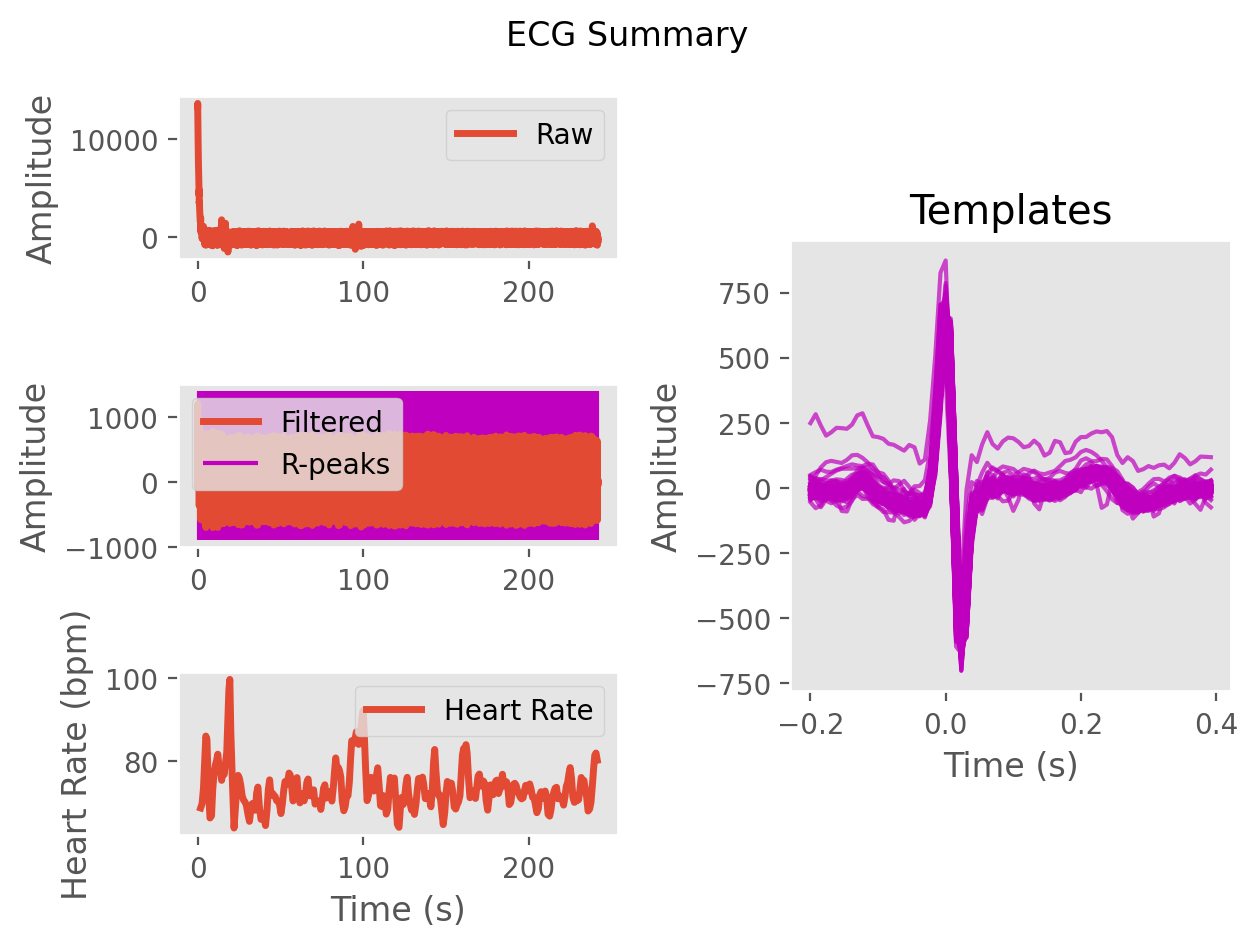 ECG Summary
Amplitude
10000
0
Raw
0
100
200
Amplitude
1000
0
−1000
Filtered
R-peaks
0
100
200
Heart Rate (bpm)
100
80
Heart Rate
0
100
200
Time (s)
Templates
Amplitude
750
500
250
0
−250
−500
−750
−0.2
0.0
0.2
0.4
Time (s)